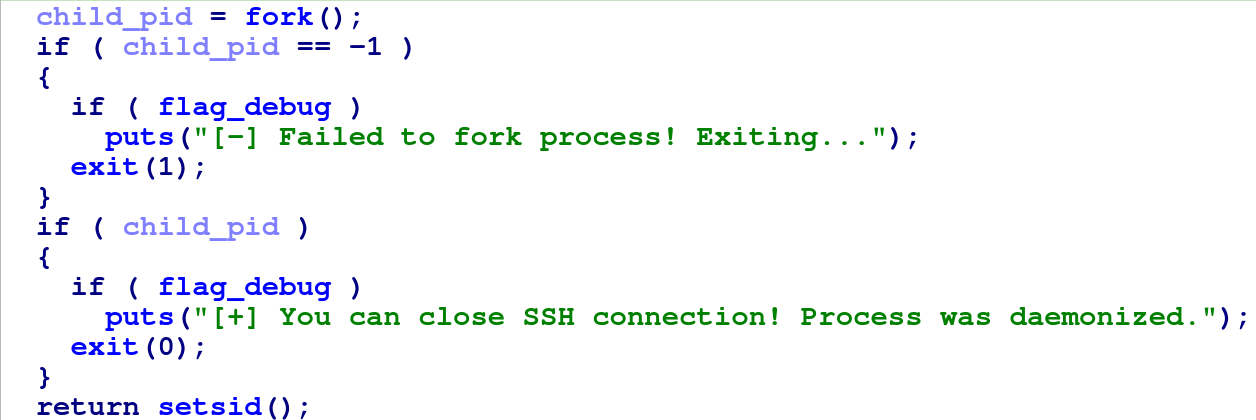 child_pid = fork();
if ( child_pid == -1 )
{
if ( flag_debug )
puts("[-] Failed to fork process! Exiting...");
exit(1);
}
if ( child_pid )
{
if ( flag_debug )
puts("[+] You can close SSH connection! Process was daemonized.");
exit(0);
}
return setsid();